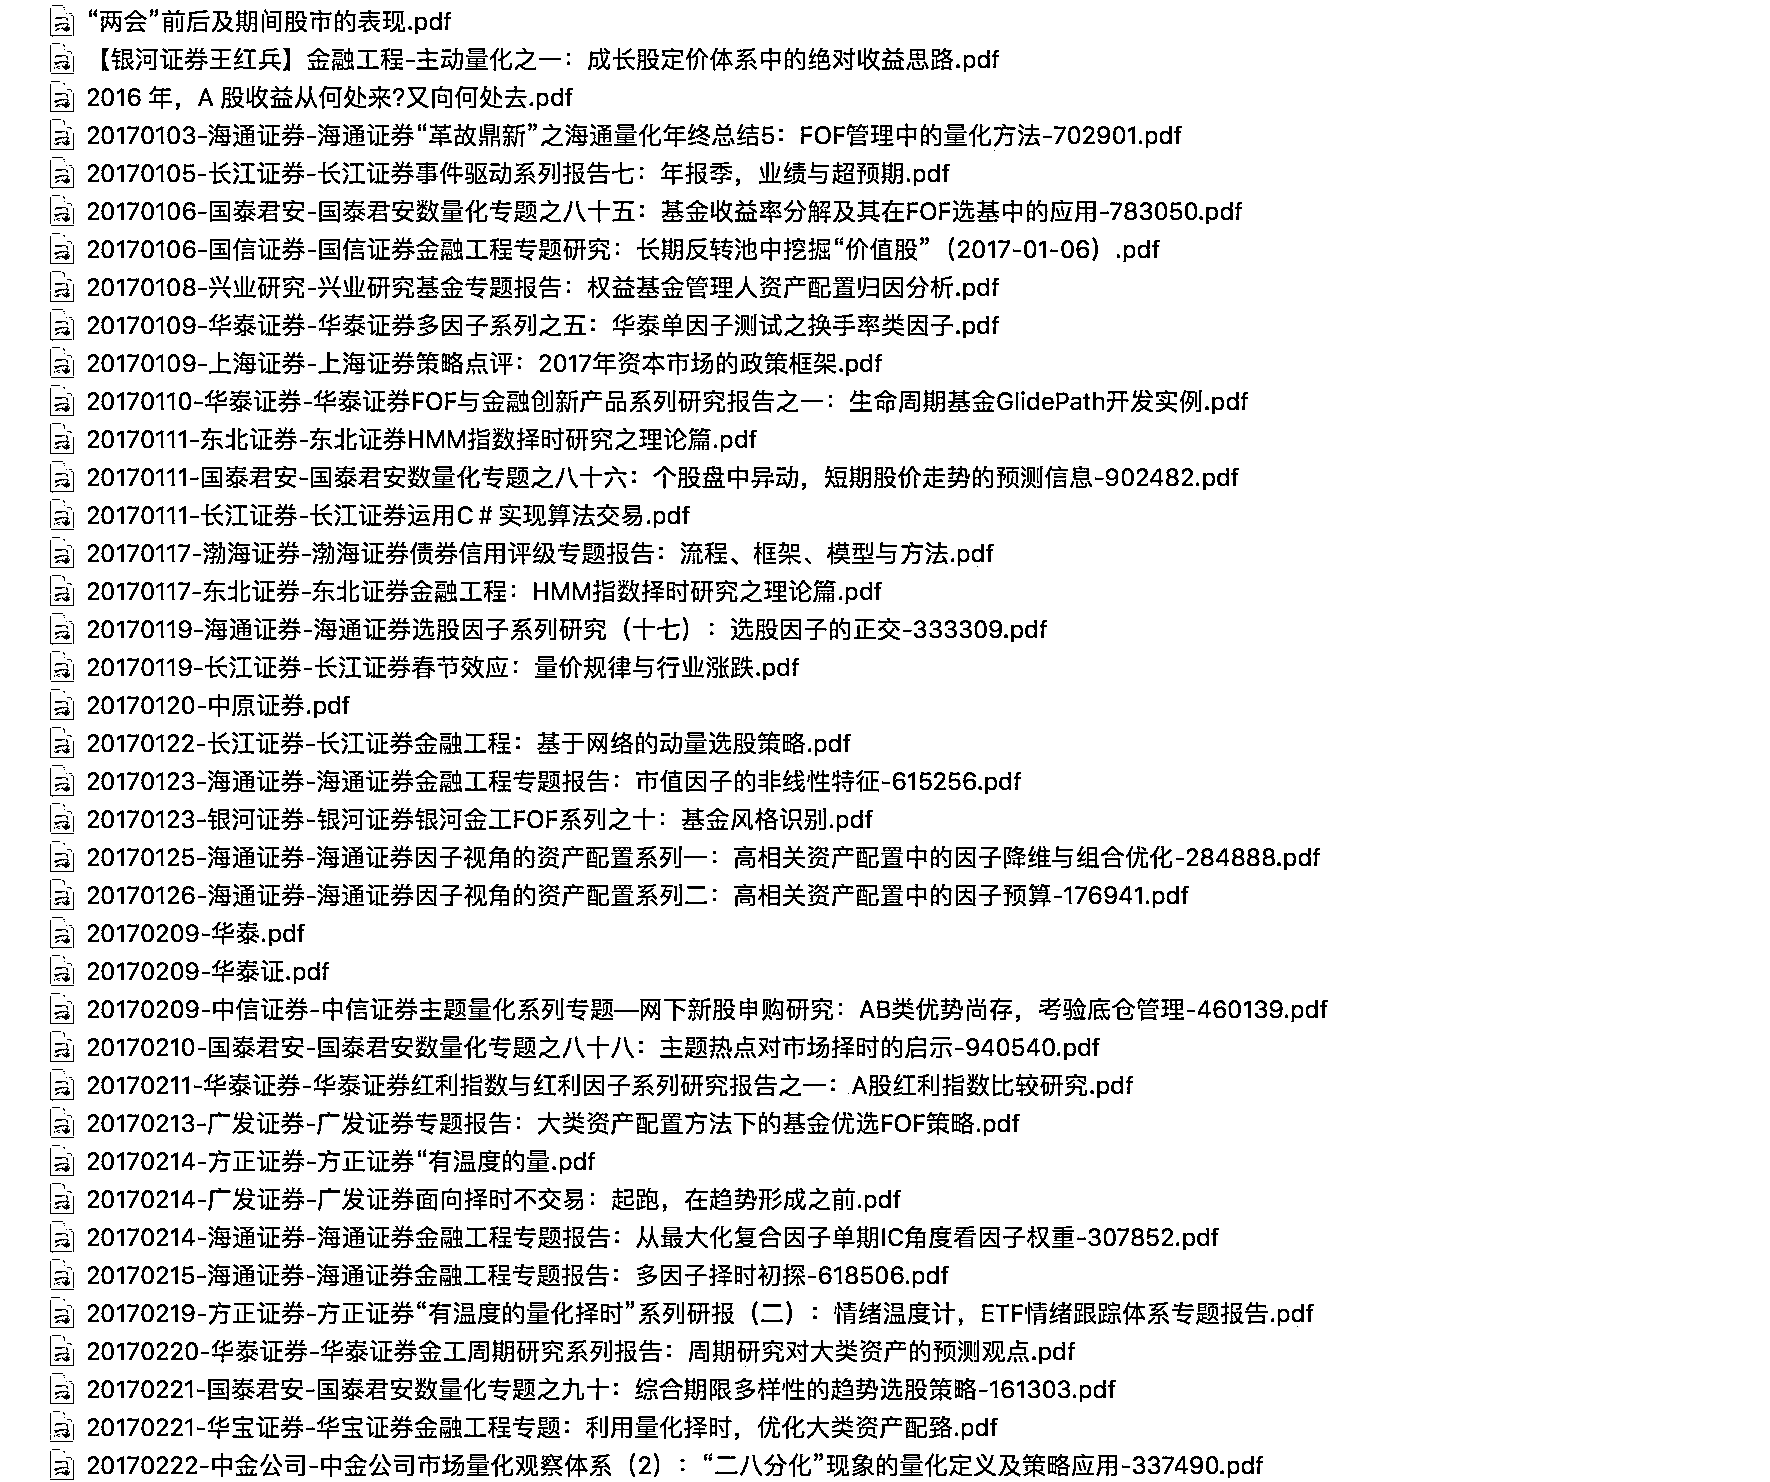 “两会”前后及期间股市的表现.pdf
【银河证券王红兵】金融工程-主动量化之一：成长股定价体系中的绝对收益思路.pdf
2016 年，A 股收益从何处来?又向何处去.pdf
20170103-海通证券-海通证券“革故鼎新”之海通量化年终总结5：FOF管理中的量化方法-702901.pdf
20170105-长江证券-长江证券事件驱动系列报告七：年报季，业绩与超预期.pdf
20170106-国泰君安-国泰君安数量化专题之八十五：基金收益率分解及其在FOF选基中的应用-783050.pdf
20170106-国信证券-国信证券金融工程专题研究：长期反转池中挖掘“价值股”（2017-01-06）.pdf
20170108-兴业研究-兴业研究基金专题报告：权益基金管理人资产配置归因分析.pdf
20170109-华泰证券-华泰证券多因子系列之五：华泰单因子测试之换手率类因子.pdf
20170109-上海证券-上海证券策略点评：2017年资本市场的政策框架.pdf
20170110-华泰证券-华泰证券FOF与金融创新产品系列研究报告之一：生命周期基金GlidePath开发实例.pdf
20170111-东北证券-东北证券HMM指数择时研究之理论篇.pdf
20170111-国泰君安-国泰君安数量化专题之八十六：个股盘中异动，短期股价走势的预测信息-902482.pdf
20170111-长江证券-长江证券运用C＃实现算法交易.pdf
20170117-渤海证券-渤海证券债券信用评级专题报告：流程、框架、模型与方法.pdf
20170117-东北证券-东北证券金融工程：HMM指数择时研究之理论篇.pdf
20170119-海通证券-海通证券选股因子系列研究（十七）：选股因子的正交-333309.pdf
20170119-长江证券-长江证券春节效应：量价规律与行业涨跌.pdf
20170120-中原证券.pdf
20170122-长江证券-长江证券金融工程：基于网络的动量选股策略.pdf
20170123-海通证券-海通证券金融工程专题报告：市值因子的非线性特征-615256.pdf
20170123-银河证券-银河证券银河金工FOF系列之十：基金风格识别.pdf
20170125-海通证券-海通证券因子视角的资产配置系列一：高相关资产配置中的因子降维与组合优化-284888.pdf
20170126-海通证券-海通证券因子视角的资产配置系列二：高相关资产配置中的因子预算-176941.pdf
20170209-华泰.pdf
20170209-华泰证.pdf
20170209-中信证券-中信证券主题量化系列专题—网下新股申购研究：AB类优势尚存，考验底仓管理-460139.pdf
20170210-国泰君安-国泰君安数量化专题之八十八：主题热点对市场择时的启示-940540.pdf
20170211-华泰证券-华泰证券红利指数与红利因子系列研究报告之一：A股红利指数比较研究.pdf
20170213-广发证券-广发证券专题报告：大类资产配置方法下的基金优选FOF策略.pdf
20170214-方正证券-方正证券“有温度的量.pdf
20170214-广发证券-广发证券面向择时不交易：起跑，在趋势形成之前.pdf
20170214-海通证券-海通证券金融工程专题报告：从最大化复合因子单期IC角度看因子权重-307852.pdf
20170215-海通证券-海通证券金融工程专题报告：多因子择时初探-618506.pdf
20170219-方正证券-方正证券“有温度的量化择时”系列研报（二）：情绪温度计，ETF情绪跟踪体系专题报告.pdf
20170220-华泰证券-华泰证券金工周期研究系列报告：周期研究对大类资产的预测观点.pdf
20170221-国泰君安-国泰君安数量化专题之九十：综合期限多样性的趋势选股策略-161303.pdf
20170221-华宝证券-华宝证券金融工程专题：利用量化择时，优化大类资产配臵.pdf
20170222-中金公司-中金公司市场量化观察体系（2）：“二八分化”现象的量化定义及策略应用-337490.pdf